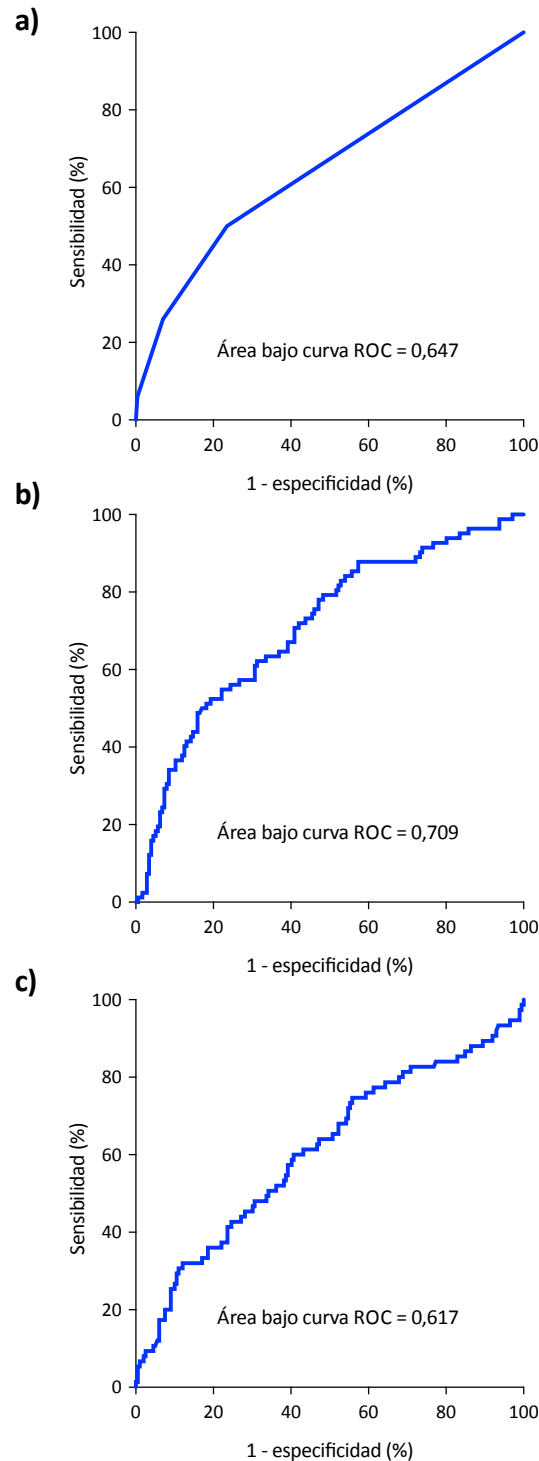 a)
100
80
60
40
20
0
Sensibilidad (%)
Área bajo curva ROC = 0,647
0 20 40 60 80 100
1 - especificidad (%)
b)
100
80
60
40
20
0
Sensibilidad (%)
Área bajo curva ROC = 0,709
0 20 40 60 80 100
1 - especificidad (%)
c)
100
80
60
40
20
0
Sensibilidad (%)
Área bajo curva ROC = 0,617
0 20 40 60 80 100
1 - especificidad (%)